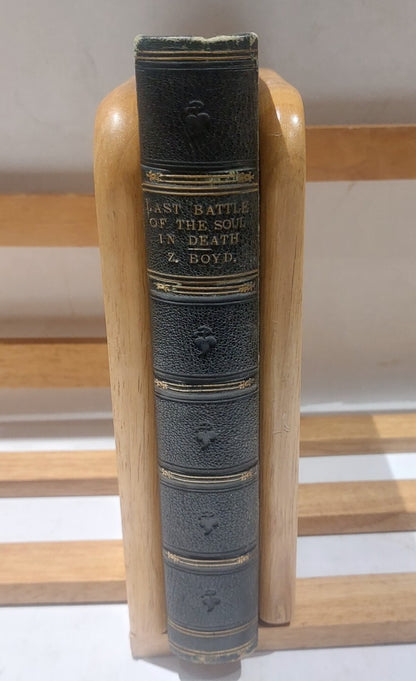 LAST BATTLE
OF THE SOUL
IN DEATH
Z. BOYD.